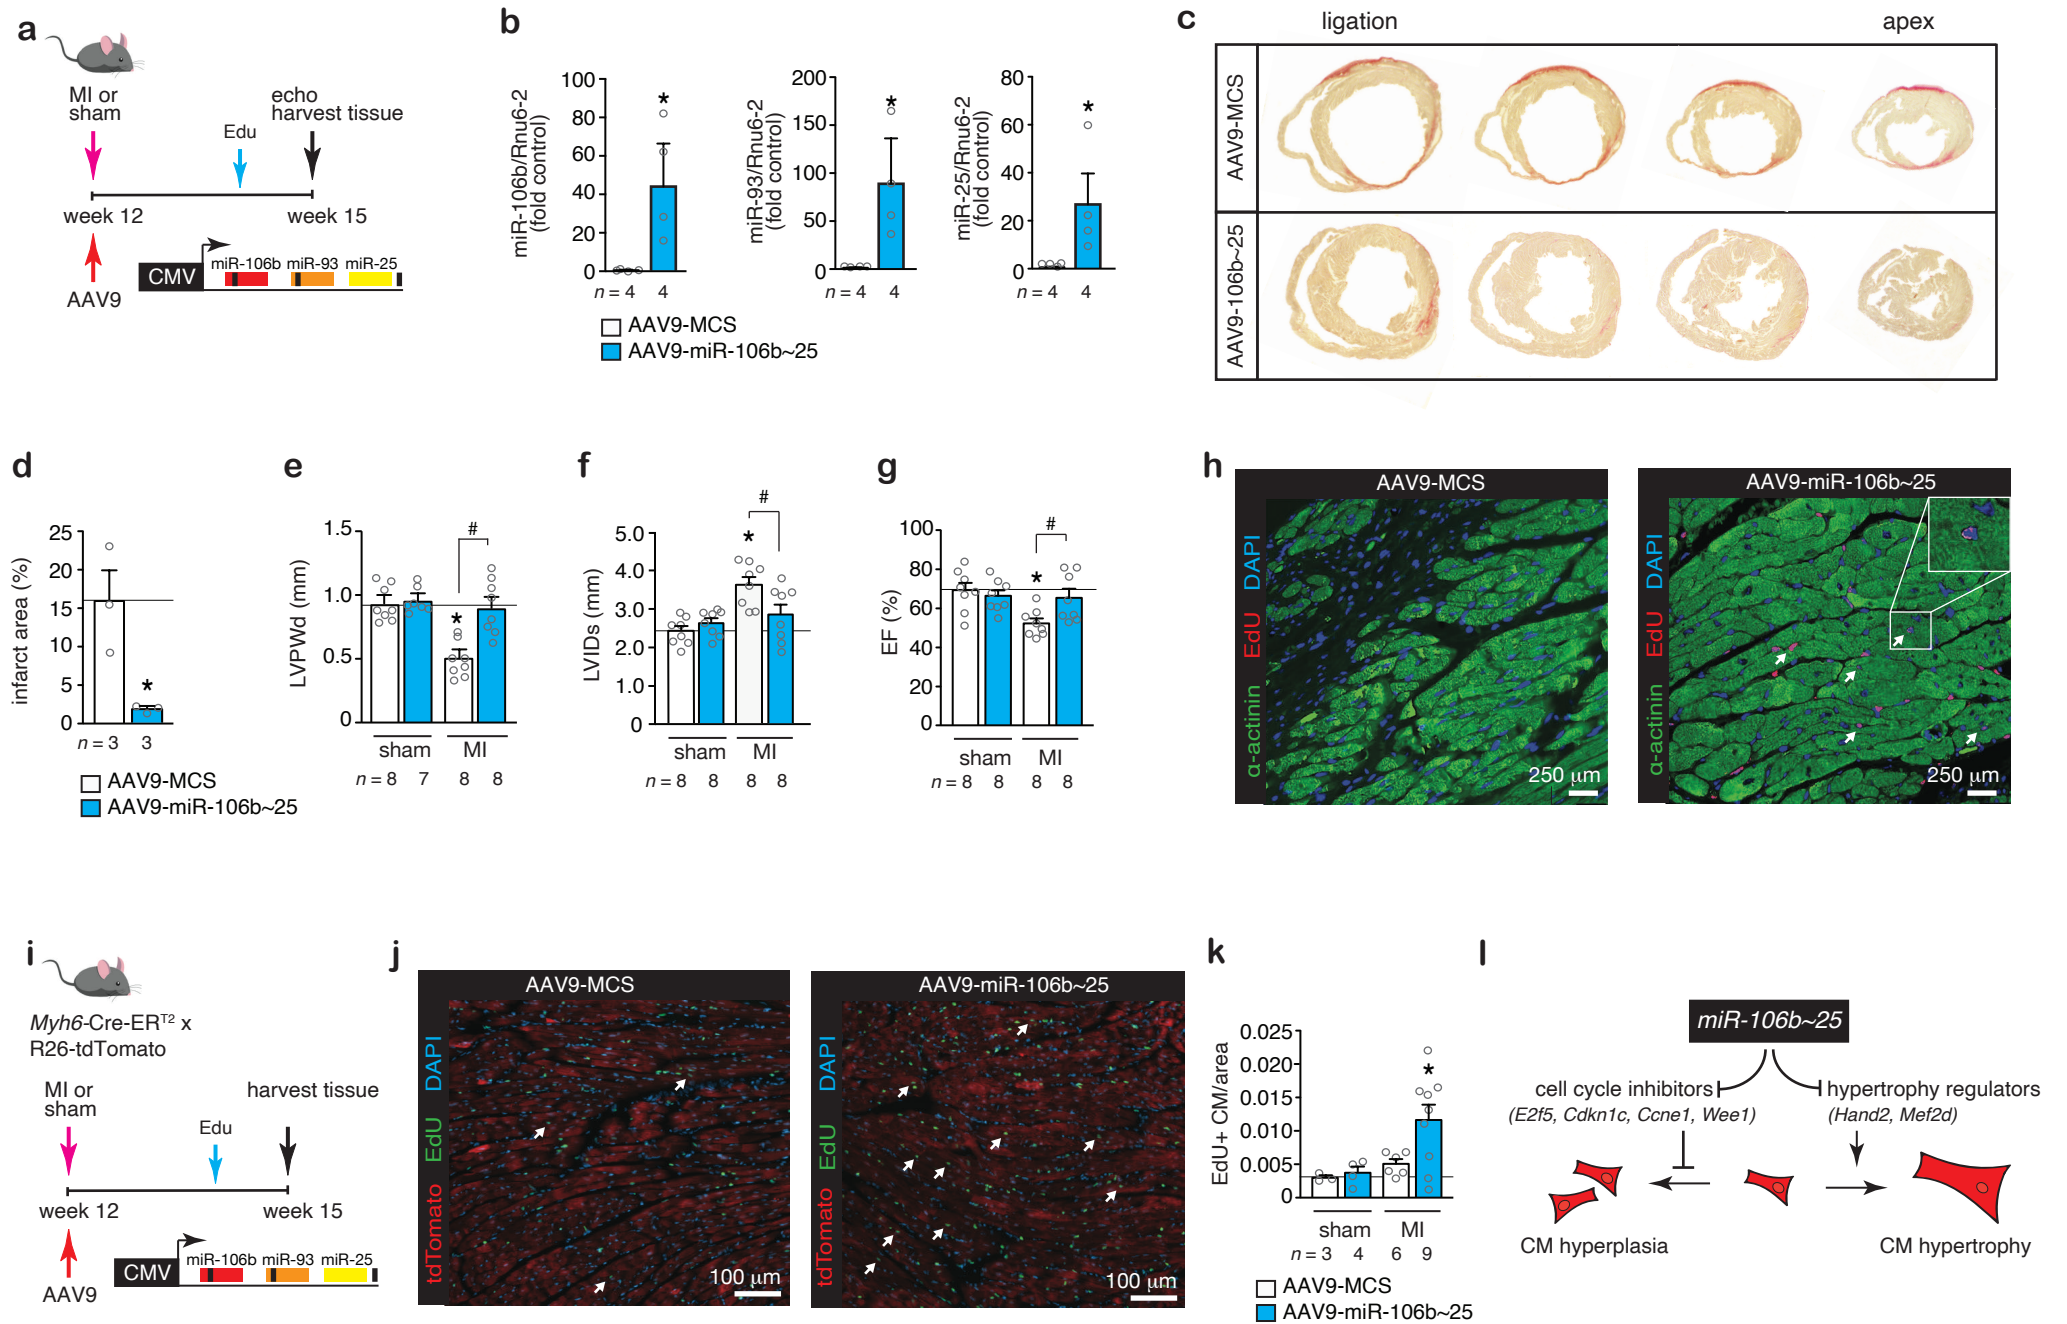 a
MI or
sham
Edu
echo
harvest tissue
week 12
week 15
AAV9
CMV
miR-106b
miR-93
miR-25
b
miR-106b/Rnu6-2
(fold control)
100
80
60
40
20
0
*
n = 4 4
miR-93/Rnu6-2
(fold control)
200
150
100
50
0
*
n = 4 4
miR-25/Rnu6-2
(fold control)
80
60
40
20
0
*
n = 4 4
AAV9-MCS
AAV9-miR-106b~25
c
ligation
apex
AAV9-MCS
AAV9-106b~25
d
infarct area (%)
25
20
15
10
5
0
*
n = 3 3
AAV9-MCS
AAV9-miR-106b~25
e
LVPWd (mm)
1.5
1.0
0.5
0
#
*
sham MI
n = 8 7 8 8
f
LVIDs (mm)
5.0
4.0
3.0
2.0
1.0
0
#
*
sham MI
n = 8 8 8 8
g
EF (%)
100
80
60
40
20
0
#
*
sham MI
n = 8 8 8 8
h
AAV9-MCS
α-actinin EdU DAPI
250 µm
AAV9-miR-106b~25
α-actinin EdU DAPI
250 µm
i
Myh6-Cre-ERT2 x
R26-tdTomato
MI or
sham
Edu
harvest tissue
week 12
week 15
AAV9
CMV
miR-106b
miR-93
miR-25
j
AAV9-MCS
tdTomato EdU DAPI
100 µm
AAV9-miR-106b~25
tdTomato EdU DAPI
100 µm
k
EdU+ CM/area
0.025
0.020
0.015
0.010
0.005
0
*
sham MI
n = 3 4 6 9
AAV9-MCS
AAV9-miR-106b~25
l
miR-106b~25
cell cycle inhibitors
(E2f5, Cdkn1c, Ccne1, Wee1)
hypertrophy regulators
(Hand2, Mef2d)
CM hyperplasia
CM hypertrophy